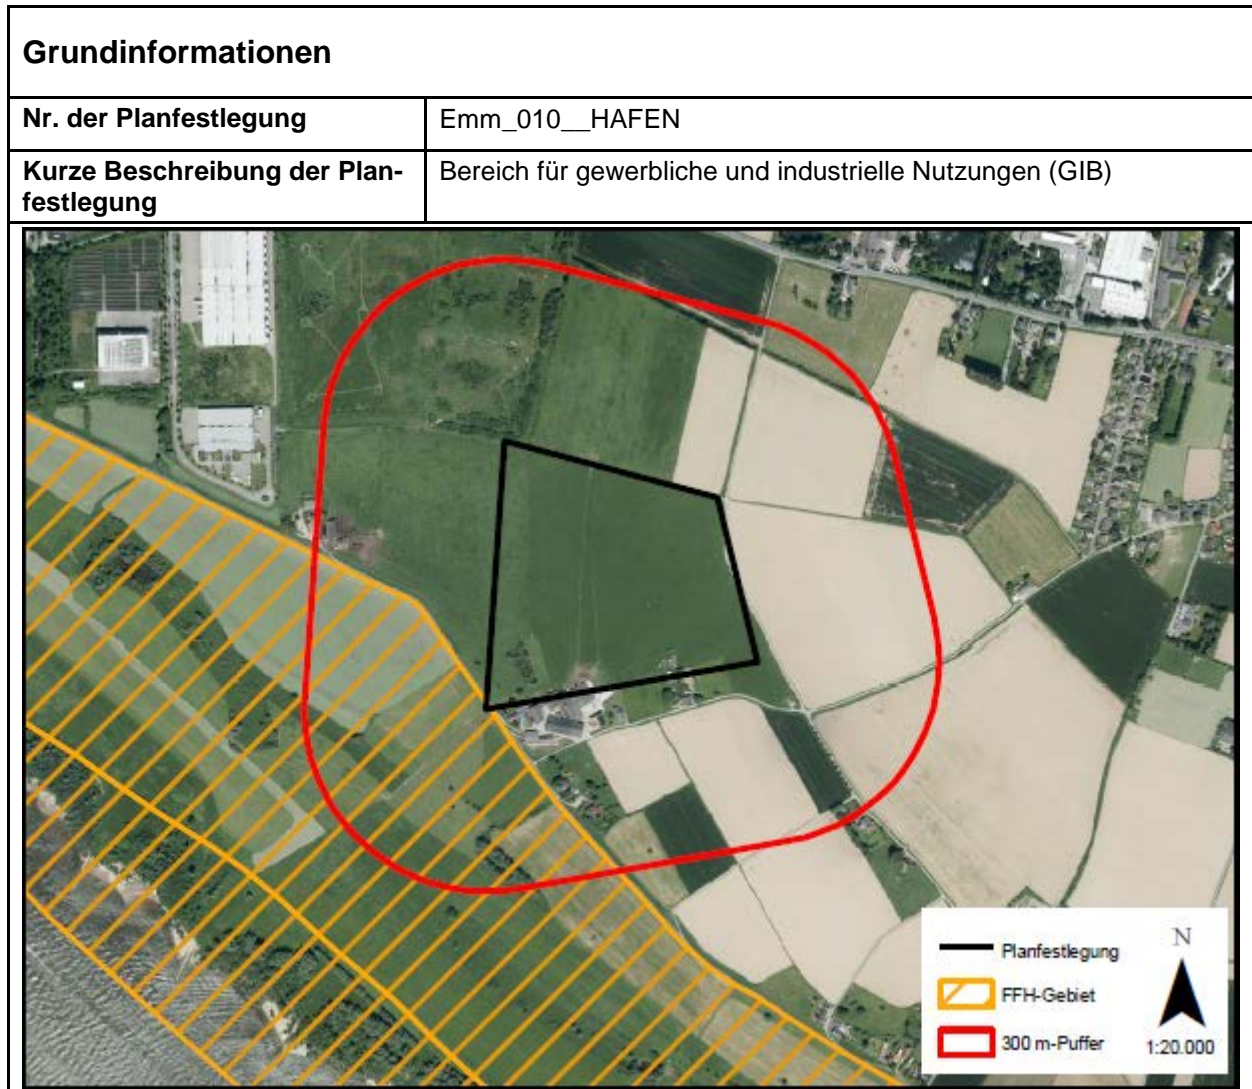 Grundinformationen
Nr. der Planfestlegung
Emm_010__HAFEN
Kurze Beschreibung der Plan-
festlegung
Bereich für gewerbliche und industrielle Nutzungen (GIB)
Planfestlegung
FFH-Gebiet
300 m-Puffer
N
1:20.000